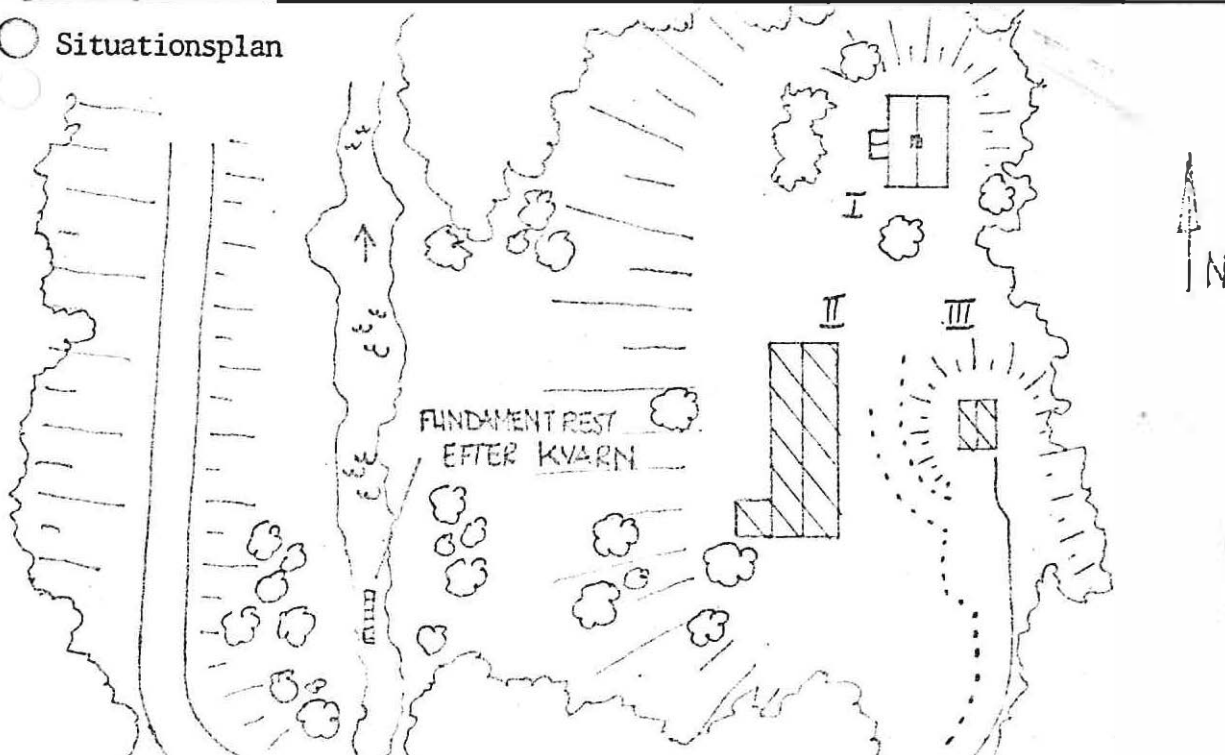 Situationsplan
I
N
II
III
FUNDAMENT REST
EFTER KVARN